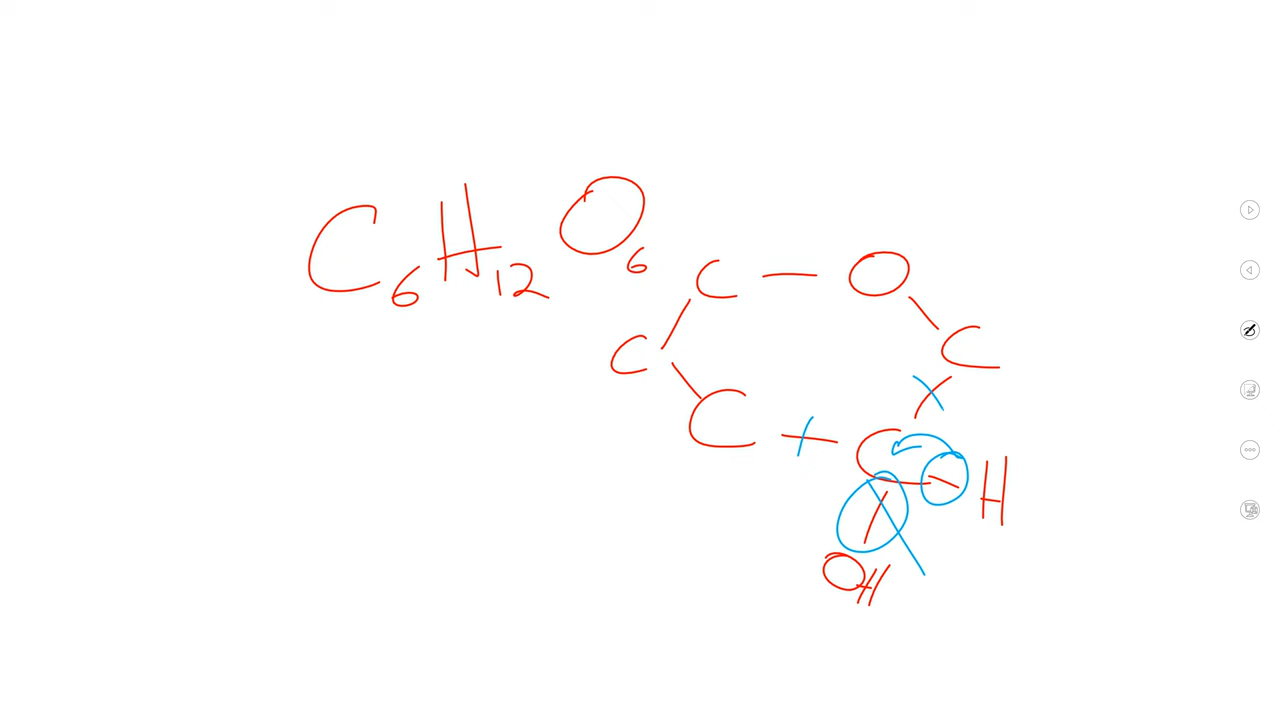 C6H12O6
C — O
C C
C — C — H
OH